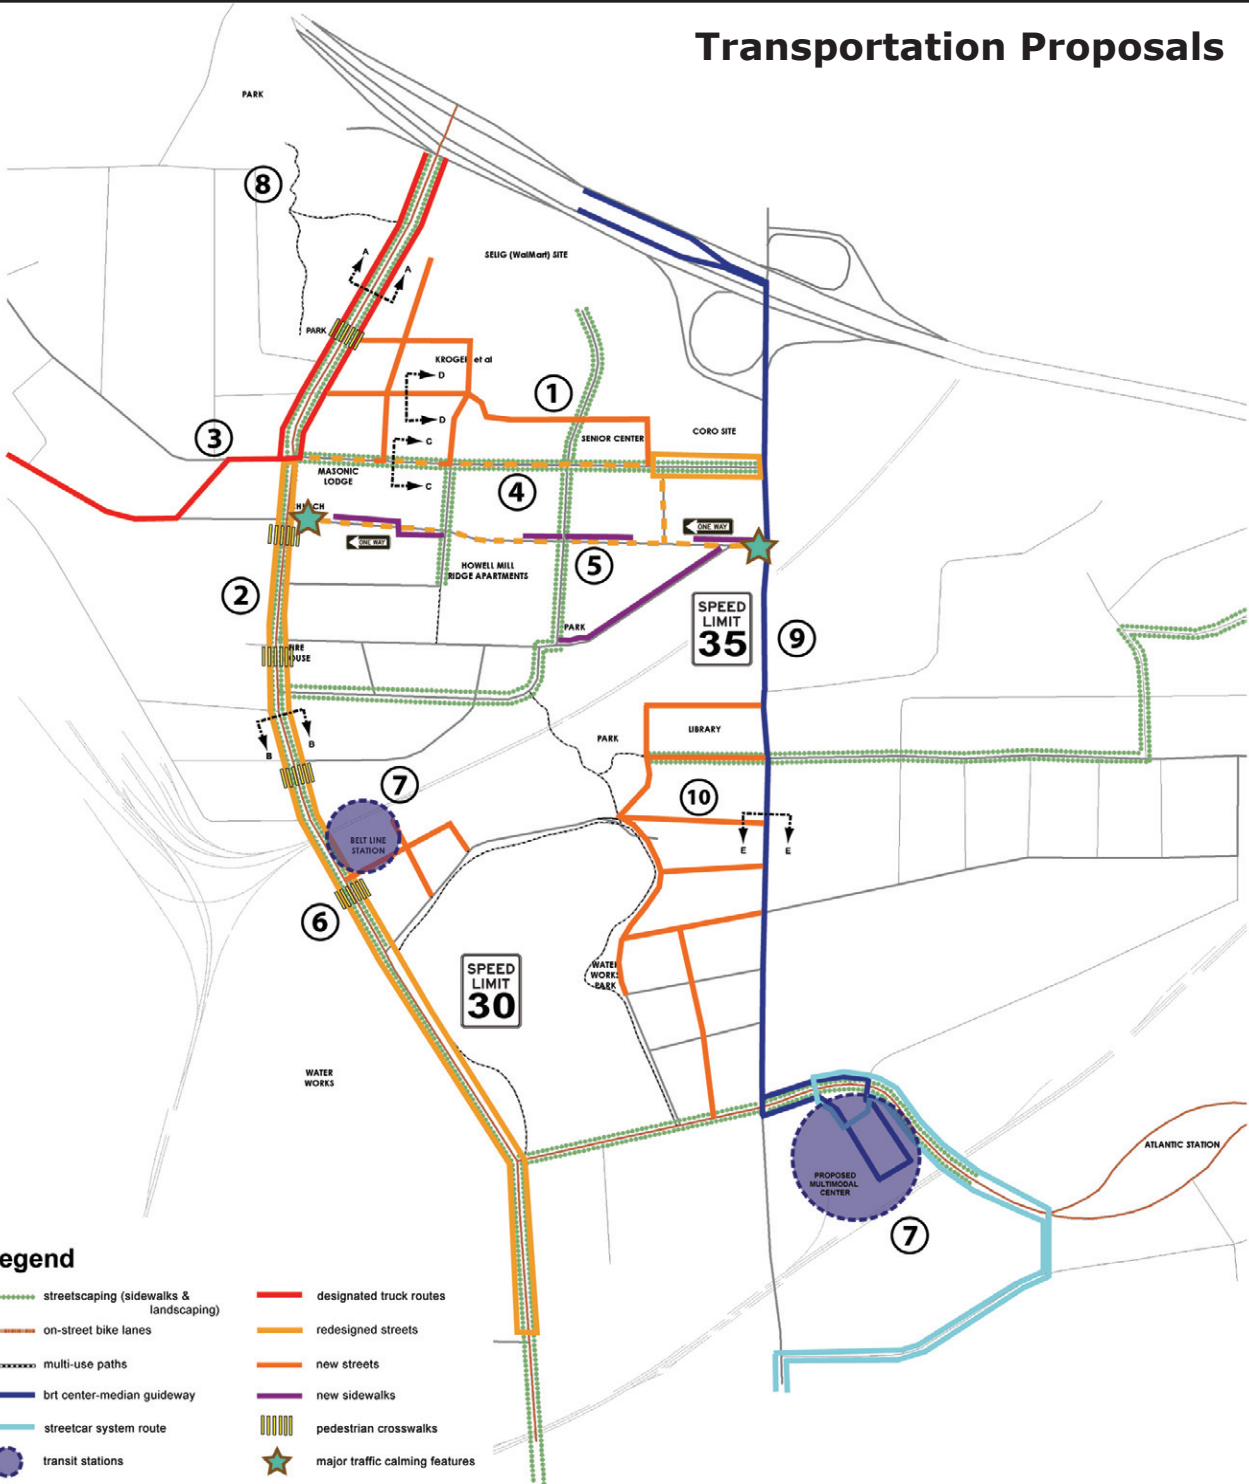 Transportation Proposals
PARK
8
A
A
SELIG (WalMart) SITE
PARK
KROGER et al
D
D
1
3
C
C
SENIOR CENTER
CORO SITE
MASONIC
LODGE
4
ONE WAY
ONE WAY
HOWELL MILL
RIDGE APARTMENTS
5
2
SPEED
LIMIT
35
9
PARK
B
B
PARK
LIBRARY
7
10
BELT LINE
STATION
E
E
6
SPEED
LIMIT
30
WATER
WORKS
PARK
WATER
WORKS
ATLANTIC STATION
PROPOSED
MULTIMODAL
CENTER
7
egend
streetscaping (sidewalks &
landscaping)
on-street bike lanes
multi-use paths
brt center-median guideway
streetcar system route
transit stations
designated truck routes
redesigned streets
new streets
new sidewalks
pedestrian crosswalks
major traffic calming features